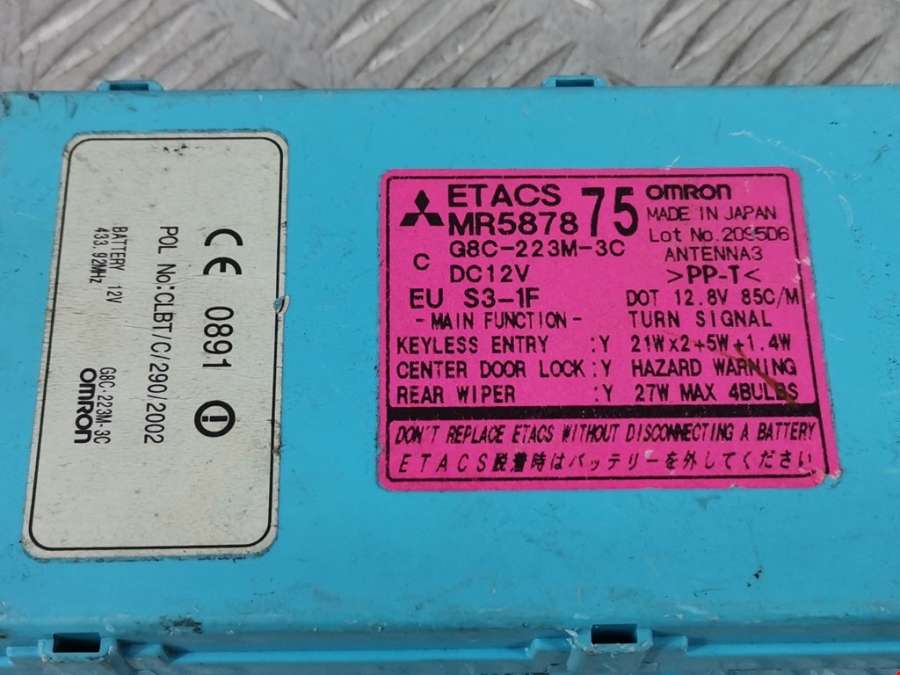 CE 0891
POL No:CLBT/C/290/2002
BATTERY 12V
433.92MHz
G8C-223M-3C
OMRON
ETACS 75 OMRON
MR5878
MADE IN JAPAN
C G8C-223M-3C
Lot No.2095D6
DC12V
ANTENNA3
>PP-T<
EU S3-1F
DOT 12.8V 85C/M
-MAIN FUNCTION-
TURN SIGNAL
KEYLESS ENTRY :Y 21W×2+5W+1.4W
CENTER DOOR LOCK:Y HAZARD WARNING
REAR WIPER :Y 27W MAX 4BULBS
DON'T REPLACE ETACS WITHOUT DISCONNECTING A BATTERY
ETACS脱着時はバッテリーを外してください